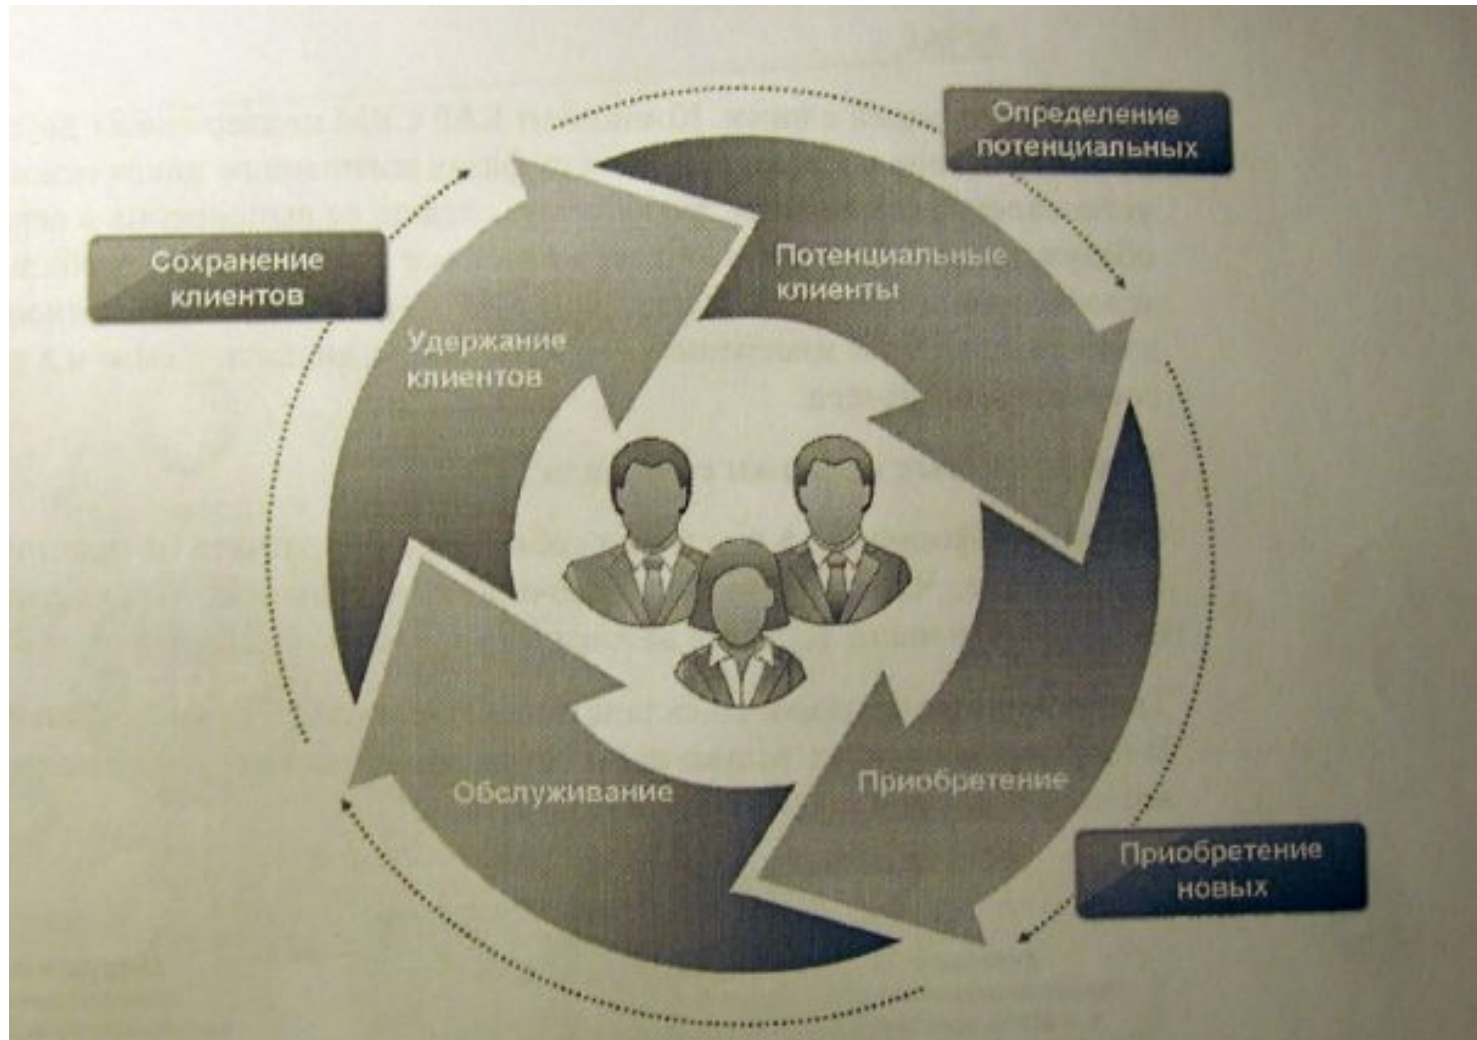 Определение
потенциальных
Сохранение
клиентов
Потенциальные
клиенты
Удержание
клиентов
Обслуживание
Приобретение
Приобретение
новых